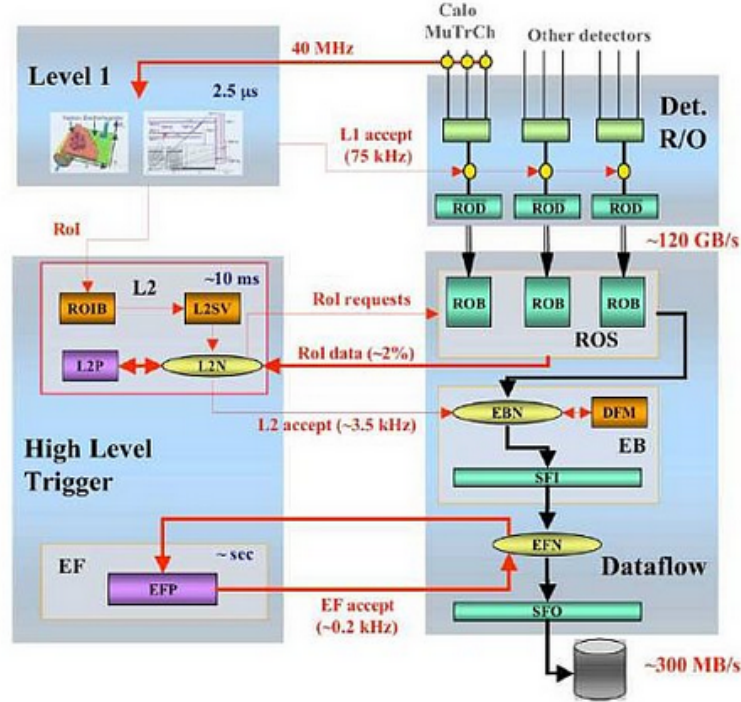 Calo
MuTrCh
Other detectors
40 MHz
Level 1
2.5 μs
Det.
R/O
L1 accept
(75 kHz)
ROD
ROD
ROD
RoI
~120 GB/s
L2
~10 ms
ROIB
L2SV
RoI requests
ROB
ROB
ROB
ROS
L2P
L2N
RoI data (~2%)
L2 accept (~3.5 kHz)
EBN
DFM
EB
High Level
Trigger
SFI
EF
~ sec
EFN
EFP
Dataflow
EF accept
(~0.2 kHz)
SFO
~300 MB/s